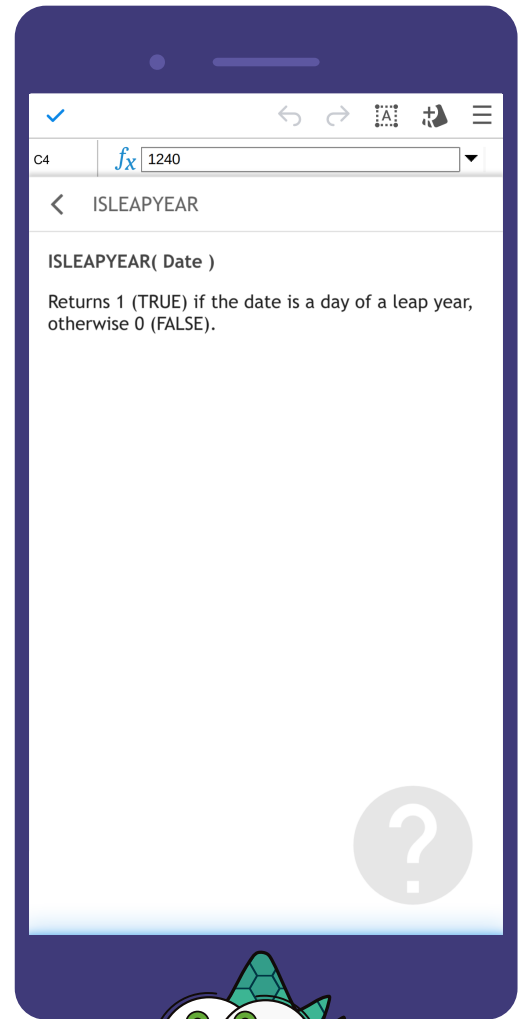 C4
fx
1240
ISLEAPYEAR
ISLEAPYEAR( Date )
Returns 1 (TRUE) if the date is a day of a leap year,
otherwise 0 (FALSE).